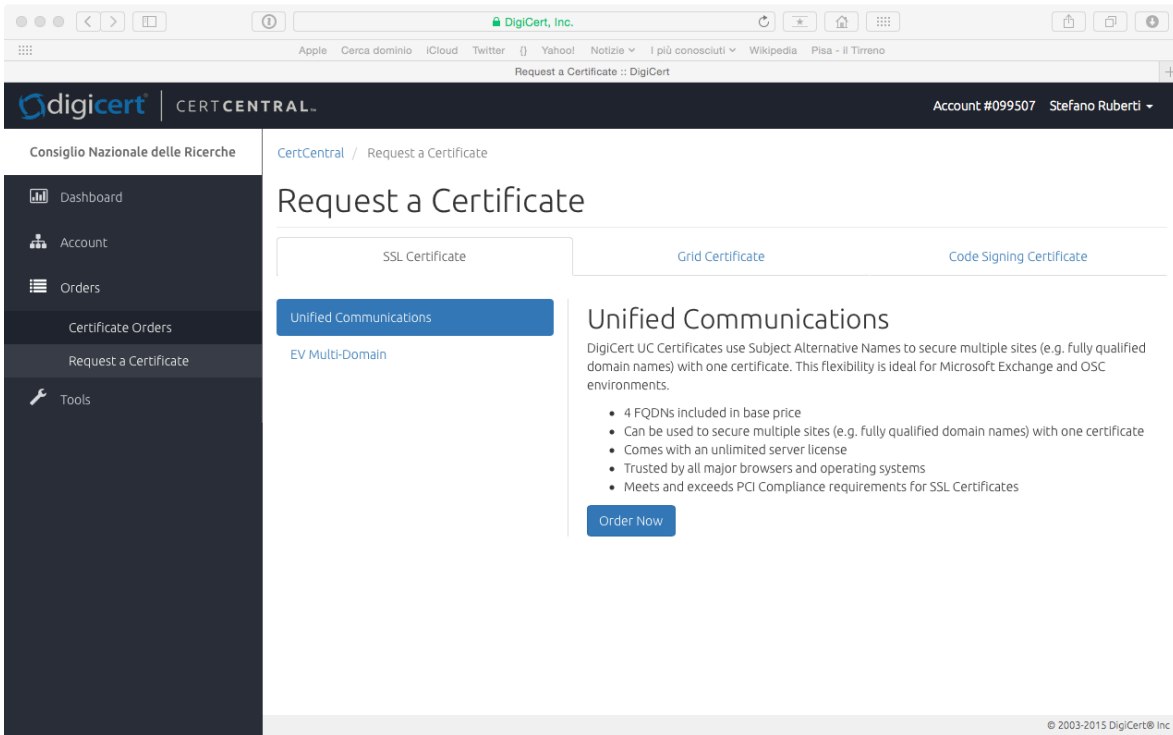 DigiCert, Inc.
Apple Cerca dominio iCloud Twitter {} Yahoo! Notizie I più conosciuti Wikipedia Pisa - il Tirreno
Request a Certificate :: DigiCert
digicert® CERTCENTRAL™
Account #099507 Stefano Ruberti
Consiglio Nazionale delle Ricerche
CertCentral / Request a Certificate
Dashboard
Account
Orders
Certificate Orders
Request a Certificate
Tools
Request a Certificate
SSL Certificate
Grid Certificate
Code Signing Certificate
Unified Communications
EV Multi-Domain
Unified Communications
DigiCert UC Certificates use Subject Alternative Names to secure multiple sites (e.g. fully qualified
domain names) with one certificate. This flexibility is ideal for Microsoft Exchange and OSC
environments.
• 4 FQDNs included in base price
• Can be used to secure multiple sites (e.g. fully qualified domain names) with one certificate
• Comes with an unlimited server license
• Trusted by all major browsers and operating systems
• Meets and exceeds PCI Compliance requirements for SSL Certificates
Order Now
© 2003-2015 DigiCert® Inc